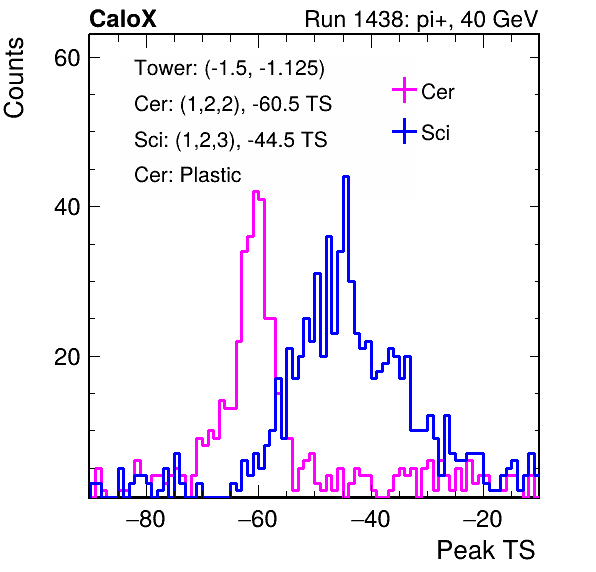 CaloX Run 1438: pi+, 40 GeV
Counts
60
40
20
Tower: (-1.5, -1.125)
Cer: (1,2,2), -60.5 TS
Sci: (1,2,3), -44.5 TS
Cer: Plastic
Cer
Sci
−80 −60 −40 −20
Peak TS